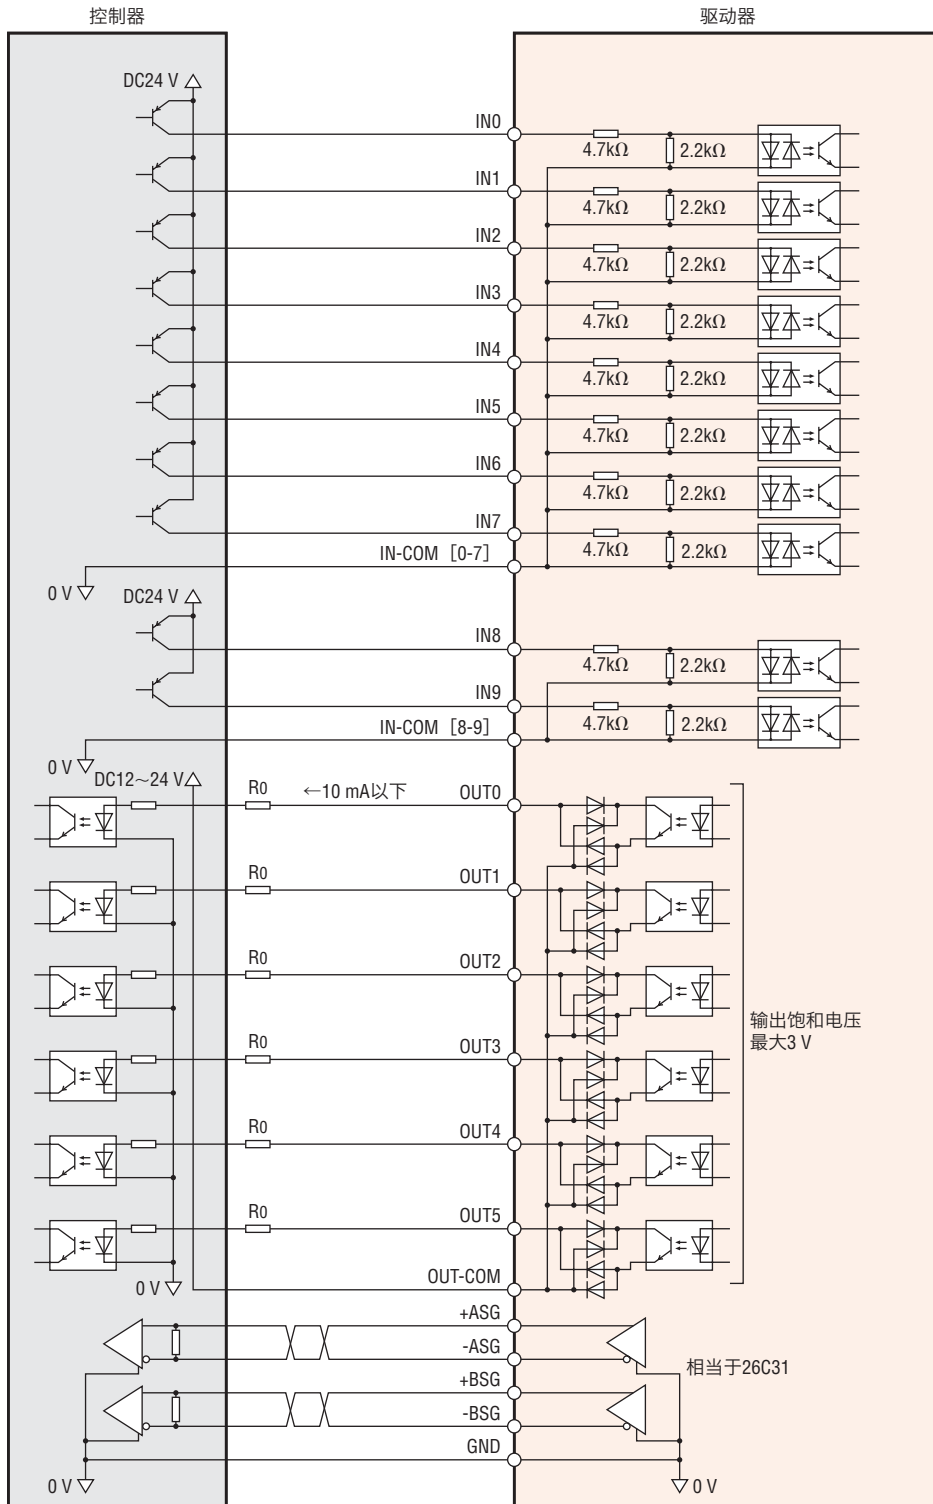 控制器
驱动器
DC24 V
IN0
4.7kΩ
2.2kΩ
IN1
4.7kΩ
2.2kΩ
IN2
4.7kΩ
2.2kΩ
IN3
4.7kΩ
2.2kΩ
IN4
4.7kΩ
2.2kΩ
IN5
4.7kΩ
2.2kΩ
IN6
4.7kΩ
2.2kΩ
IN7
4.7kΩ
2.2kΩ
IN-COM［0-7］
0 V
DC24 V
IN8
4.7kΩ
2.2kΩ
IN9
4.7kΩ
2.2kΩ
IN-COM［8-9］
0 V
DC12～24 V
R0
←10 mA以下
OUT0
R0
OUT1
R0
OUT2
输出饱和电压
最大3 V
R0
OUT3
R0
OUT4
R0
OUT5
OUT-COM
0 V
+ASG
-ASG
相当于26C31
+BSG
-BSG
GND
0 V
0 V